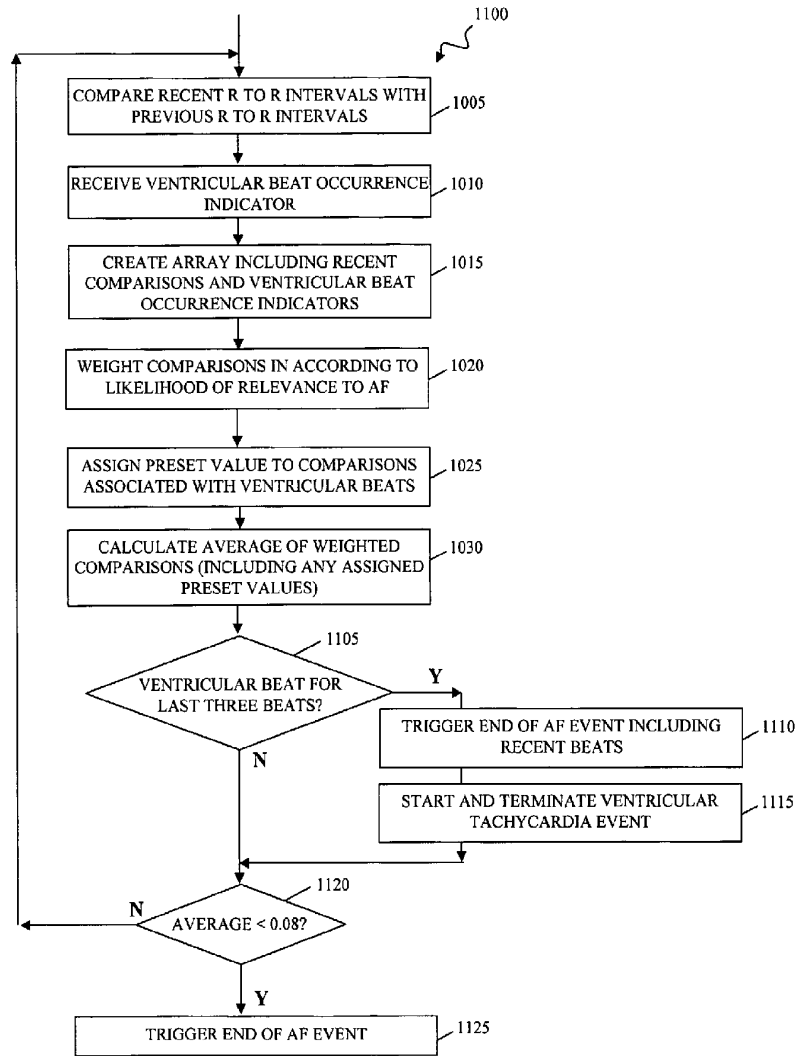 1100
COMPARE RECENT R TO R INTERVALS WITH
PREVIOUS R TO R INTERVALS
1005
RECEIVE VENTRICULAR BEAT OCCURRENCE
INDICATOR
1010
CREATE ARRAY INCLUDING RECENT
COMPARISONS AND VENTRICULAR BEAT
OCCURRENCE INDICATORS
1015
WEIGHT COMPARISONS IN ACCORDING TO
LIKELIHOOD OF RELEVANCE TO AF
1020
ASSIGN PRESET VALUE TO COMPARISONS
ASSOCIATED WITH VENTRICULAR BEATS
1025
CALCULATE AVERAGE OF WEIGHTED
COMPARISONS (INCLUDING ANY ASSIGNED
PRESET VALUES)
1030
1105
VENTRICULAR BEAT FOR
LAST THREE BEATS?
Y
N
TRIGGER END OF AF EVENT INCLUDING
RECENT BEATS
1110
START AND TERMINATE VENTRICULAR
TACHYCARDIA EVENT
1115
1120
N
AVERAGE < 0.08?
Y
TRIGGER END OF AF EVENT
1125